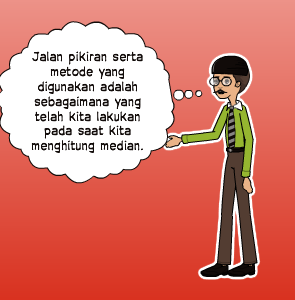 Jalan pikiran serta
metode yang
digunakan adalah
sebagaimana yang
telah kita lakukan
pada saat kita
menghitung median.